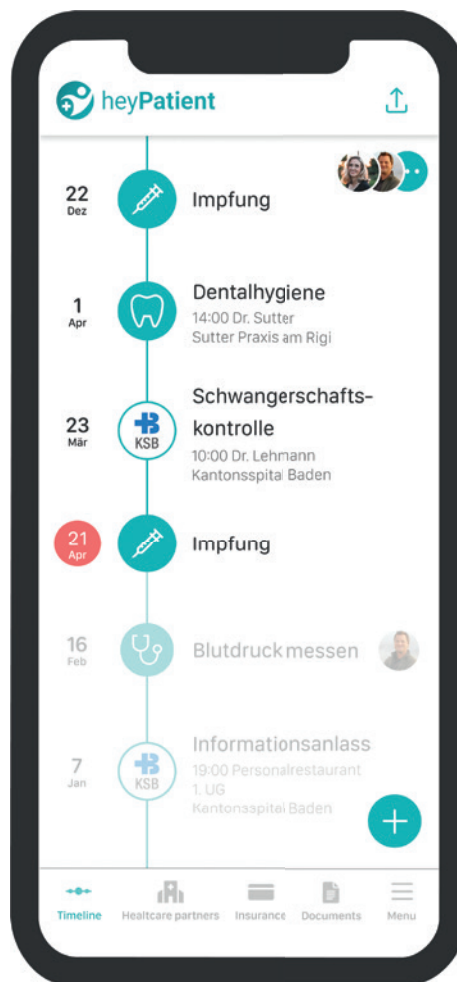 heyPatient
22
Dez
Impfung
1
Apr
Dentalhygiene
14:00 Dr. Sutter
Sutter Praxis am Rigi
23
Mär
KSB
Schwangerschafts-
kontrolle
10:00 Dr. Lehmann
Kantonsspital Baden
21
Apr
Impfung
16
Feb
Blutdruck messen
7
Jan
KSB
Informationsanlass
19:00 Personalrestaurant
1. UG
Kantonsspital Baden
Timeline
Healtcare partners
Insurance
Documents
Menu